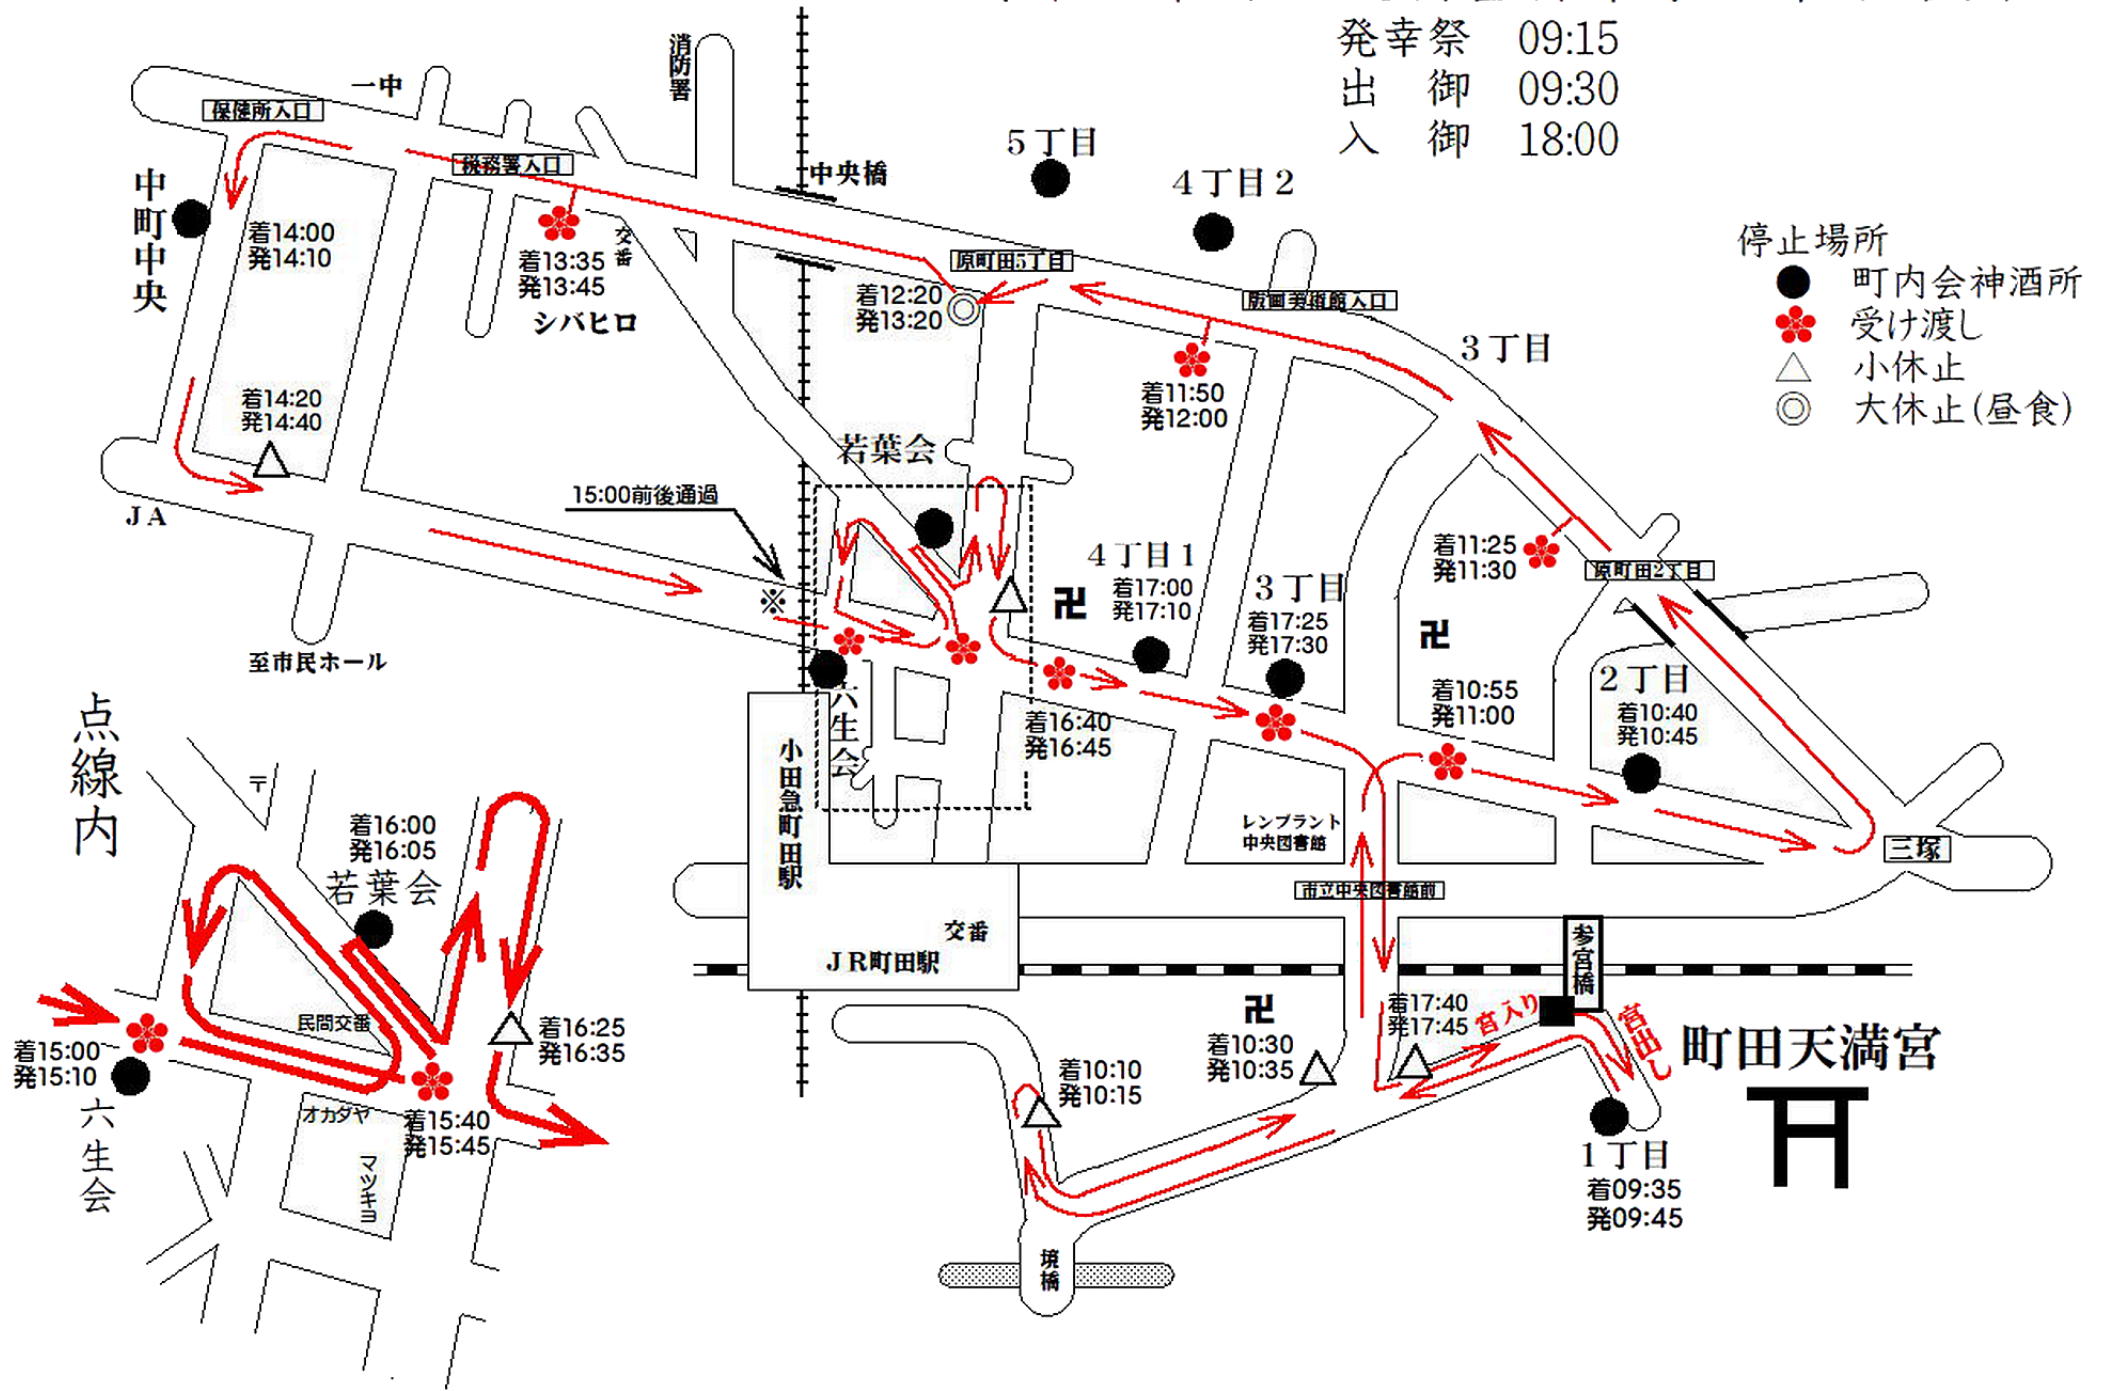 発幸祭 09:15
出 御 09:30
入 御 18:00
停止場所
町内会神酒所
受け渡し
小休止
大休止(昼食)
消防署
一中
保健所入口
税務署入口
中央橋
5丁目
4丁目2
中町中央
着14:00
発14:10
交番
着13:35
発13:45
シバヒロ
原町田5丁目
着12:20
発13:20
版画美術館入口
3丁目
着11:50
発12:00
着14:20
発14:40
若葉会
15:00前後通過
JA
※
至市民ホール
4丁目1
着17:00
発17:10
卍
3丁目
着17:25
発17:30
着11:25
発11:30
原町田2丁目
卍
着10:55
発11:00
2丁目
着10:40
発10:45
六生会
着16:40
発16:45
小田急町田駅
レンブラント
中央図書館
三塚
市立中央図書館前
交番
JR町田駅
参宮橋
卍
着10:30
発10:35
着17:40
発17:45
宮入り
宮出し
町田天満宮
着10:10
発10:15
1丁目
着09:35
発09:45
境橋
点線内
〒
着16:00
発16:05
若葉会
民間交番
着16:25
発16:35
着15:00
発15:10
六生会
オカダヤ
着15:40
発15:45
マツキヨ